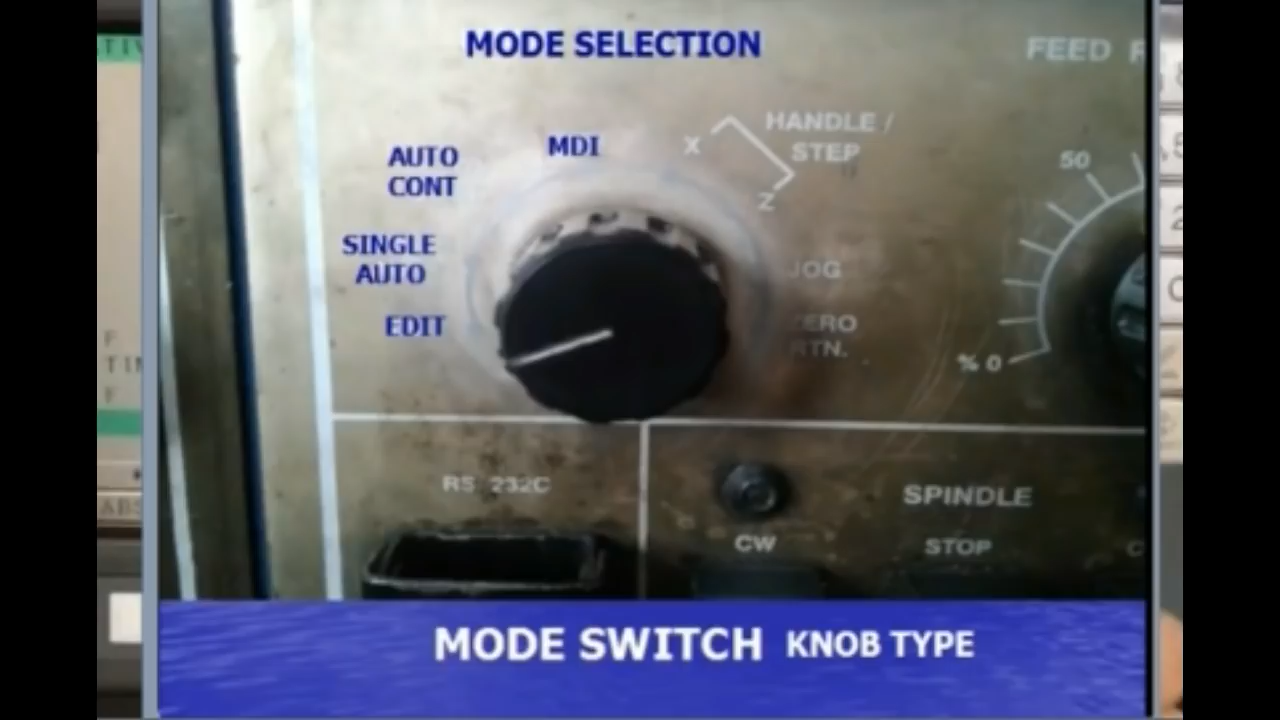 MODE SELECTION
FEED
HANDLE /
STEP
X
Z
MDI
AUTO
CONT
SINGLE
AUTO
EDIT
JOG
ZERO
RTN.
50
% 0
RS 232C
SPINDLE
CW
STOP
MODE SWITCH KNOB TYPE